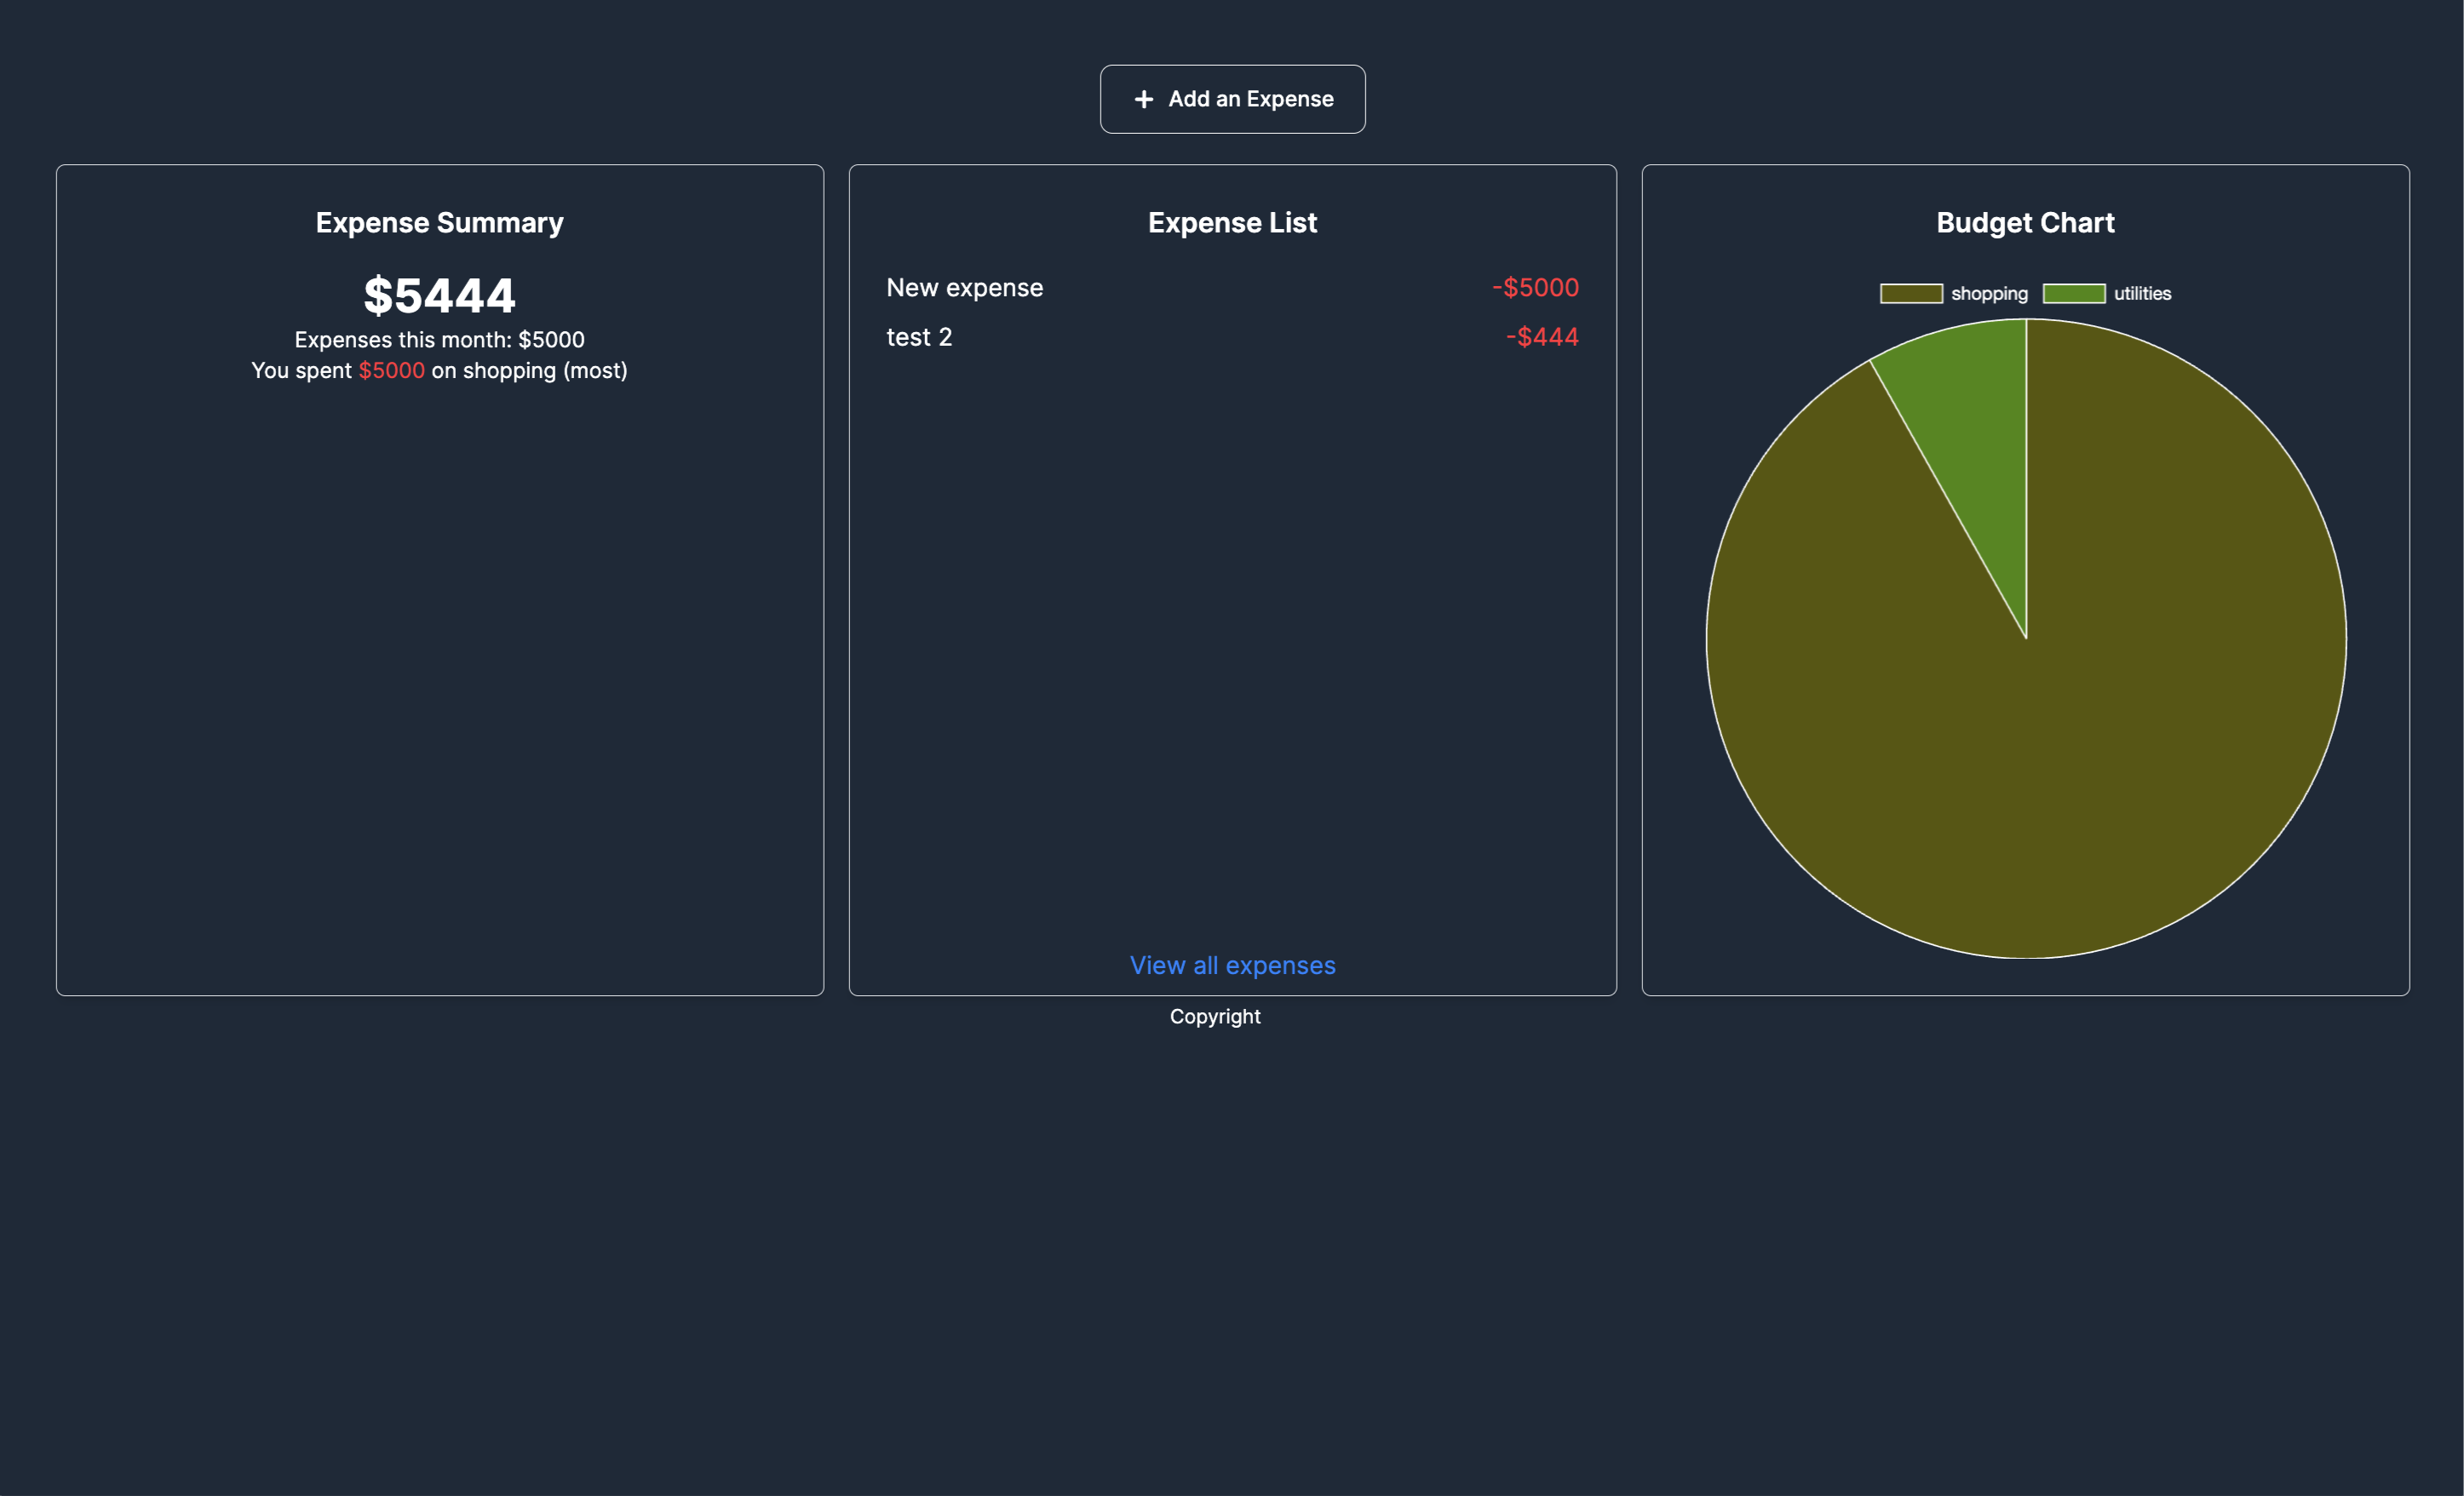 Add an Expense
Expense Summary
$5444
Expenses this month: $5000
You spent $5000 on shopping (most)
Expense List
New expense -$5000
test 2 -$444
View all expenses
Budget Chart
shopping utilities
Copyright